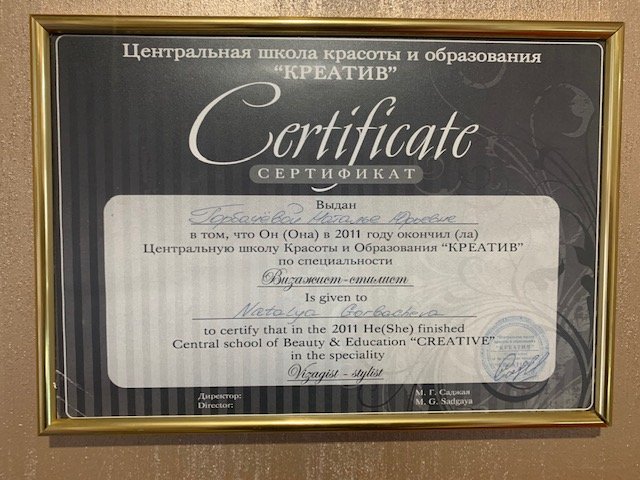 Центральная школа красоты и образования
“КРЕАТИВ”
Certificate
СЕРТИФИКАТ
Выдан
Горбачевой Наталье Юрьевне
в том, что Он (Она) в 2011 году окончил (ла)
Центральную школу Красоты и Образования “КРЕАТИВ”
по специальности
Визажист-стилист
Is given to
Natalya Gorbacheva
to certify that in the 2011 He(She) finished
Central school of Beauty & Education “CREATIVE”
in the speciality
Vizagist - stylist
КРЕАТИВ
Директор: М. Г. Саджая
Director: M. G. Sadgaya